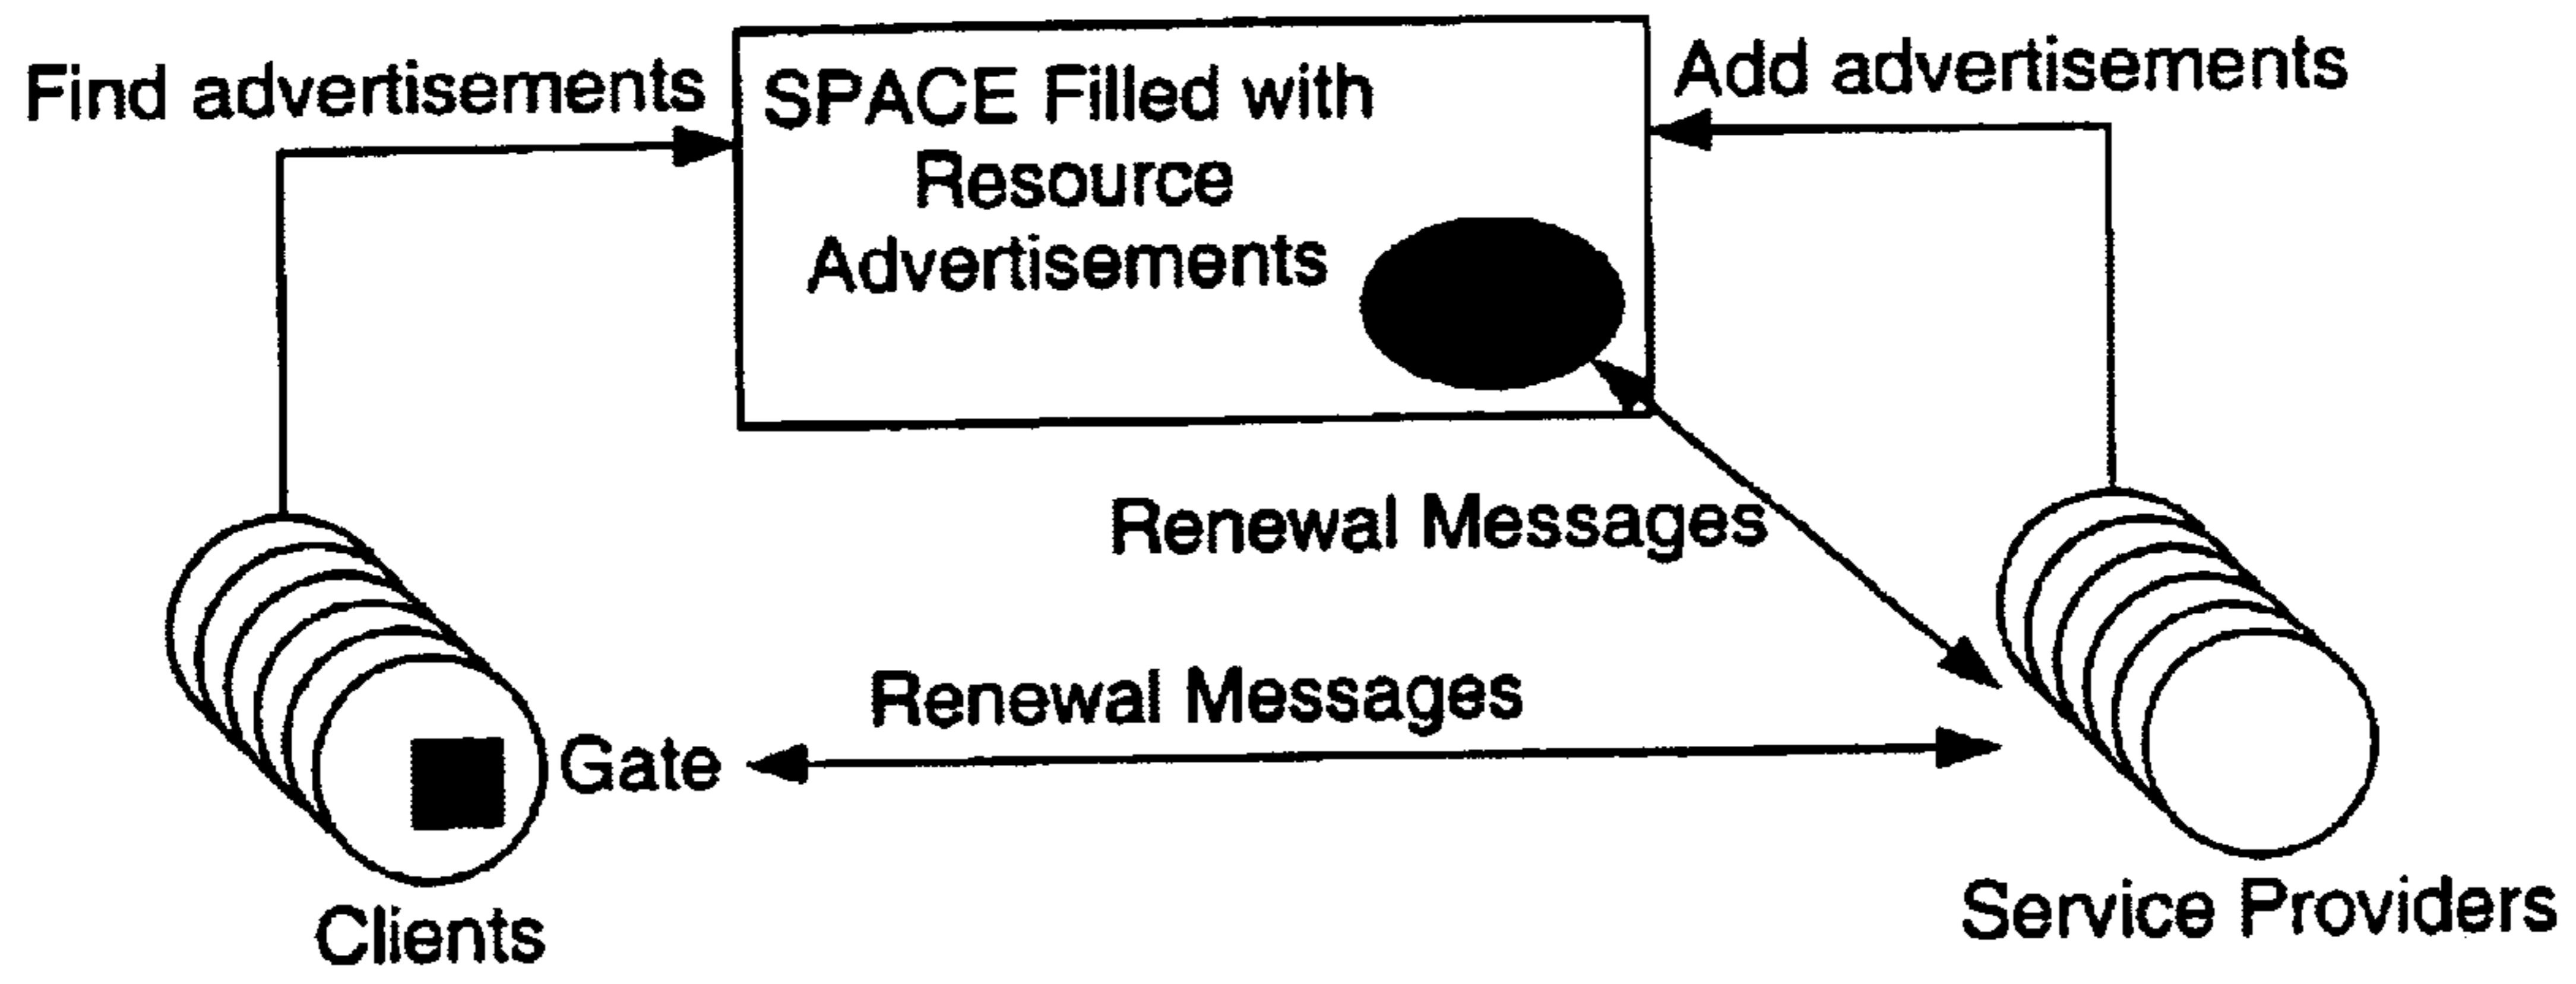 Find advertisements
SPACE Filled with
Resource
Advertisements
Add advertisements
Renewal Messages
Renewal Messages
Gate
Clients
Service Providers